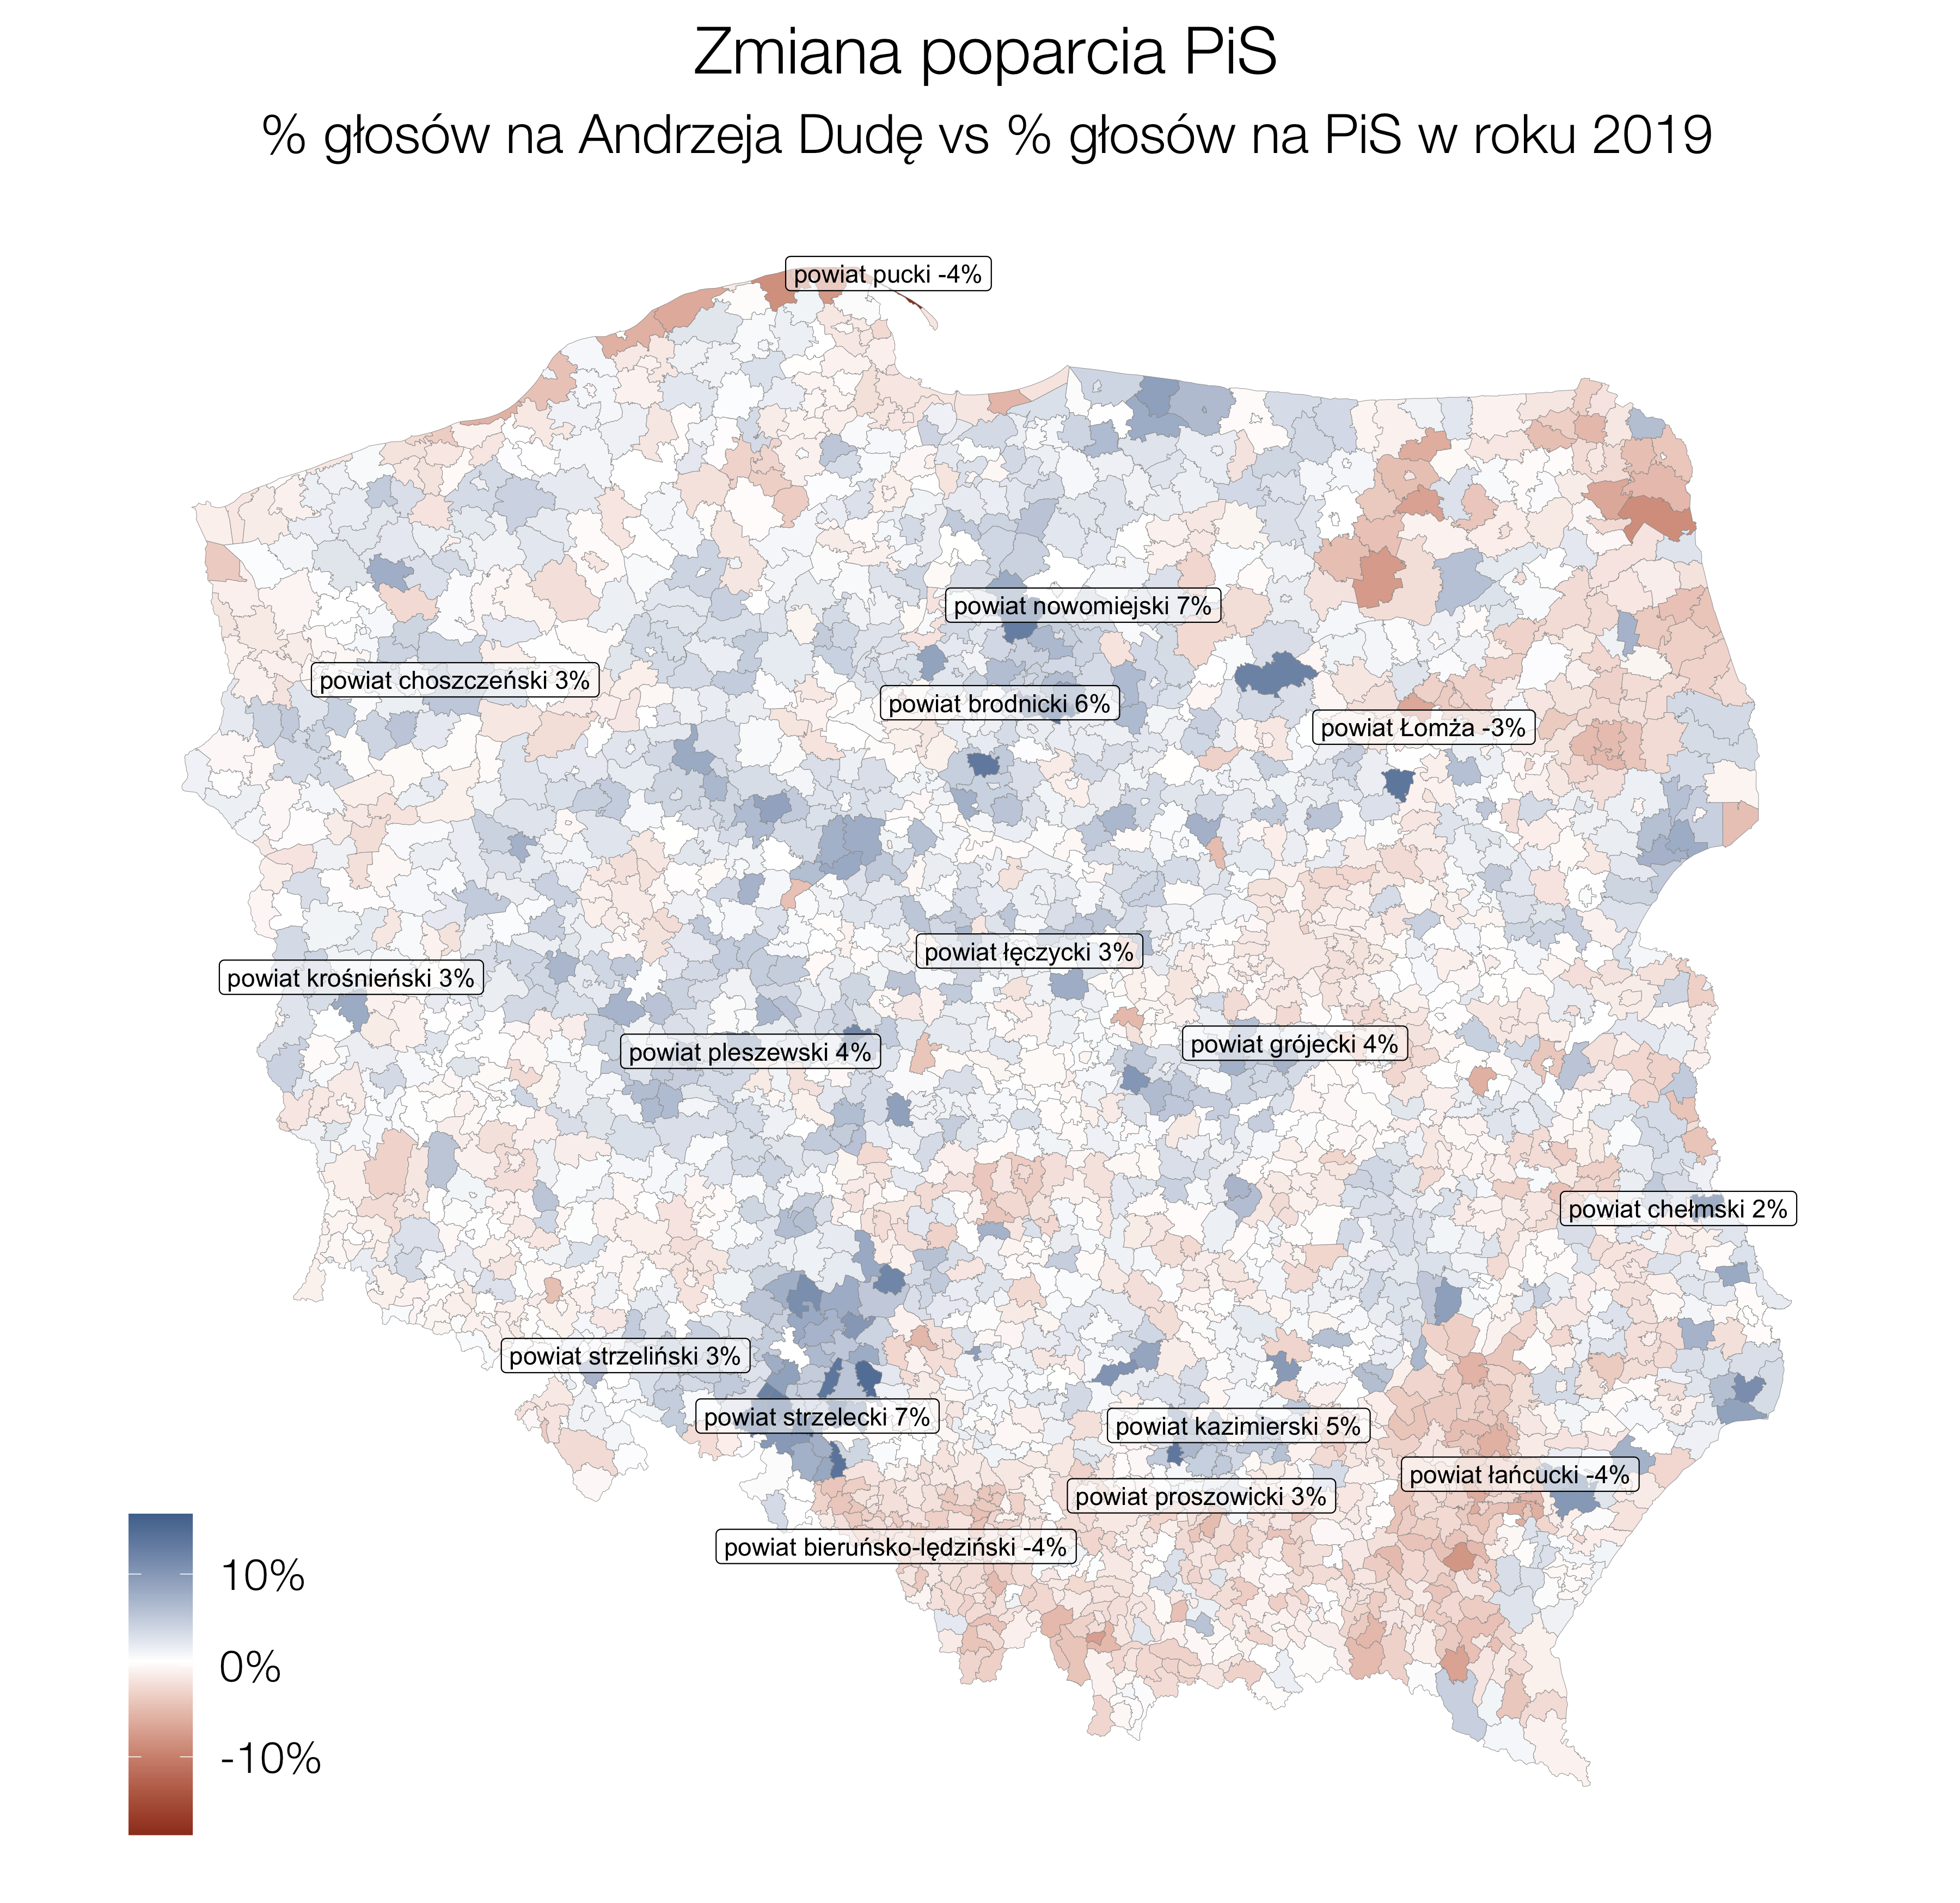 Zmiana poparcia PiS
% głosów na Andrzeja Dudę vs % głosów na PiS w roku 2019
powiat pucki -4%
powiat nowomiejski 7%
powiat choszczeński 3%
powiat brodnicki 6%
powiat Łomża -3%
powiat łęczycki 3%
powiat krośnieński 3%
powiat pleszewski 4%
powiat grójecki 4%
powiat chełmski 2%
powiat strzeliński 3%
powiat strzelecki 7%
powiat kazimierski 5%
powiat łańcucki -4%
powiat proszowicki 3%
powiat bieruńsko-lędziński -4%
10%
0%
-10%